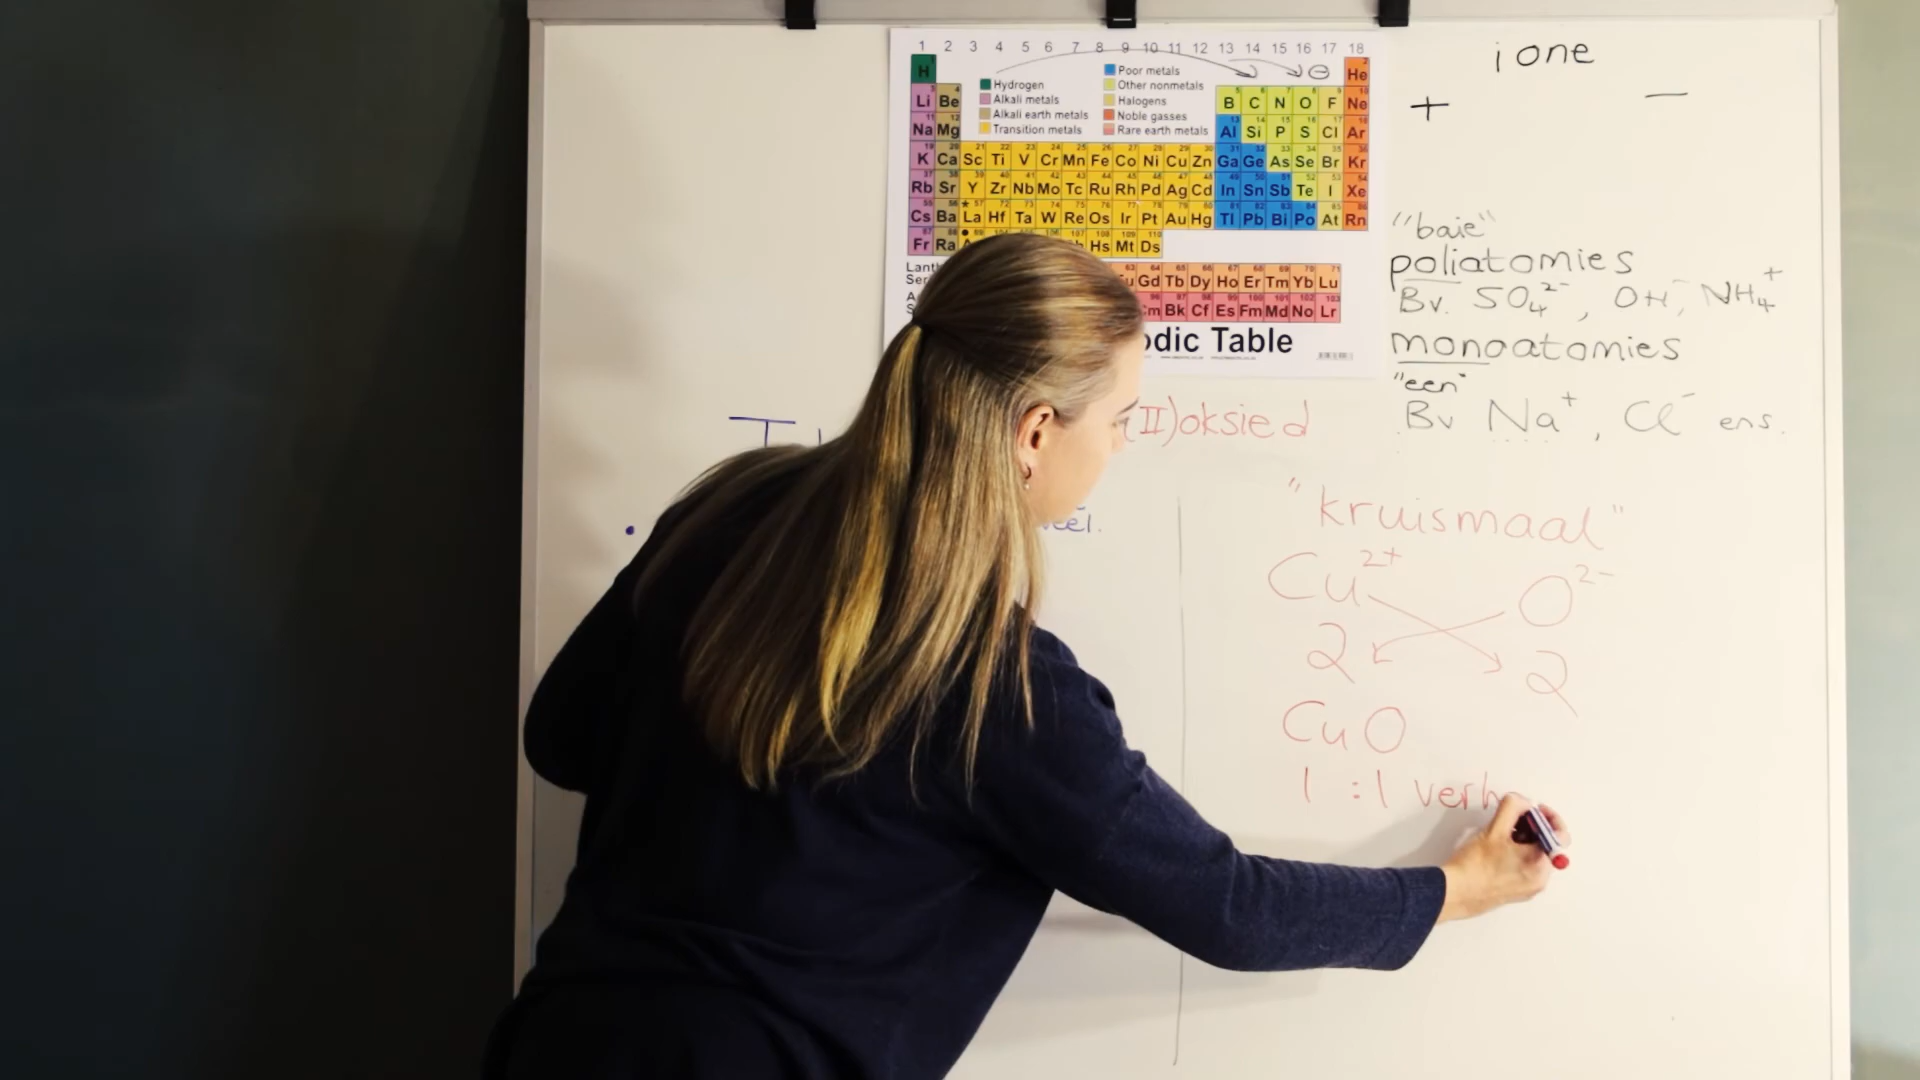 1 2 3 4 5 6 7 8 9 10 11 12 13 14 15 16 17 18
Hydrogen
Alkali metals
Alkali earth metals
Transition metals
Poor metals
Other nonmetals
Halogens
Noble gasses
Rare earth metals
H He
Li Be B C N O F Ne
Na Mg Al Si P S Cl Ar
K Ca Sc Ti V Cr Mn Fe Co Ni Cu Zn Ga Ge As Se Br Kr
Rb Sr Y Zr Nb Mo Tc Ru Rh Pd Ag Cd In Sn Sb Te I Xe
Cs Ba La Hf Ta W Re Os Ir Pt Au Hg Tl Pb Bi Po At Rn
Fr Ra Hs Mt Ds
Gd Tb Dy Ho Er Tm Yb Lu
Bk Cf Es Fm Md No Lr
Table
ione
+ −
"baie"
poliatomies
Bv. SO₄²⁻, OH⁻, NH₄⁺
monoatomies
"een"
Bv Na⁺, Cl⁻ ens.
(II)oksied
"kruismaal"
Cu²⁺ O²⁻
2 2
CuO
1 : 1 verh